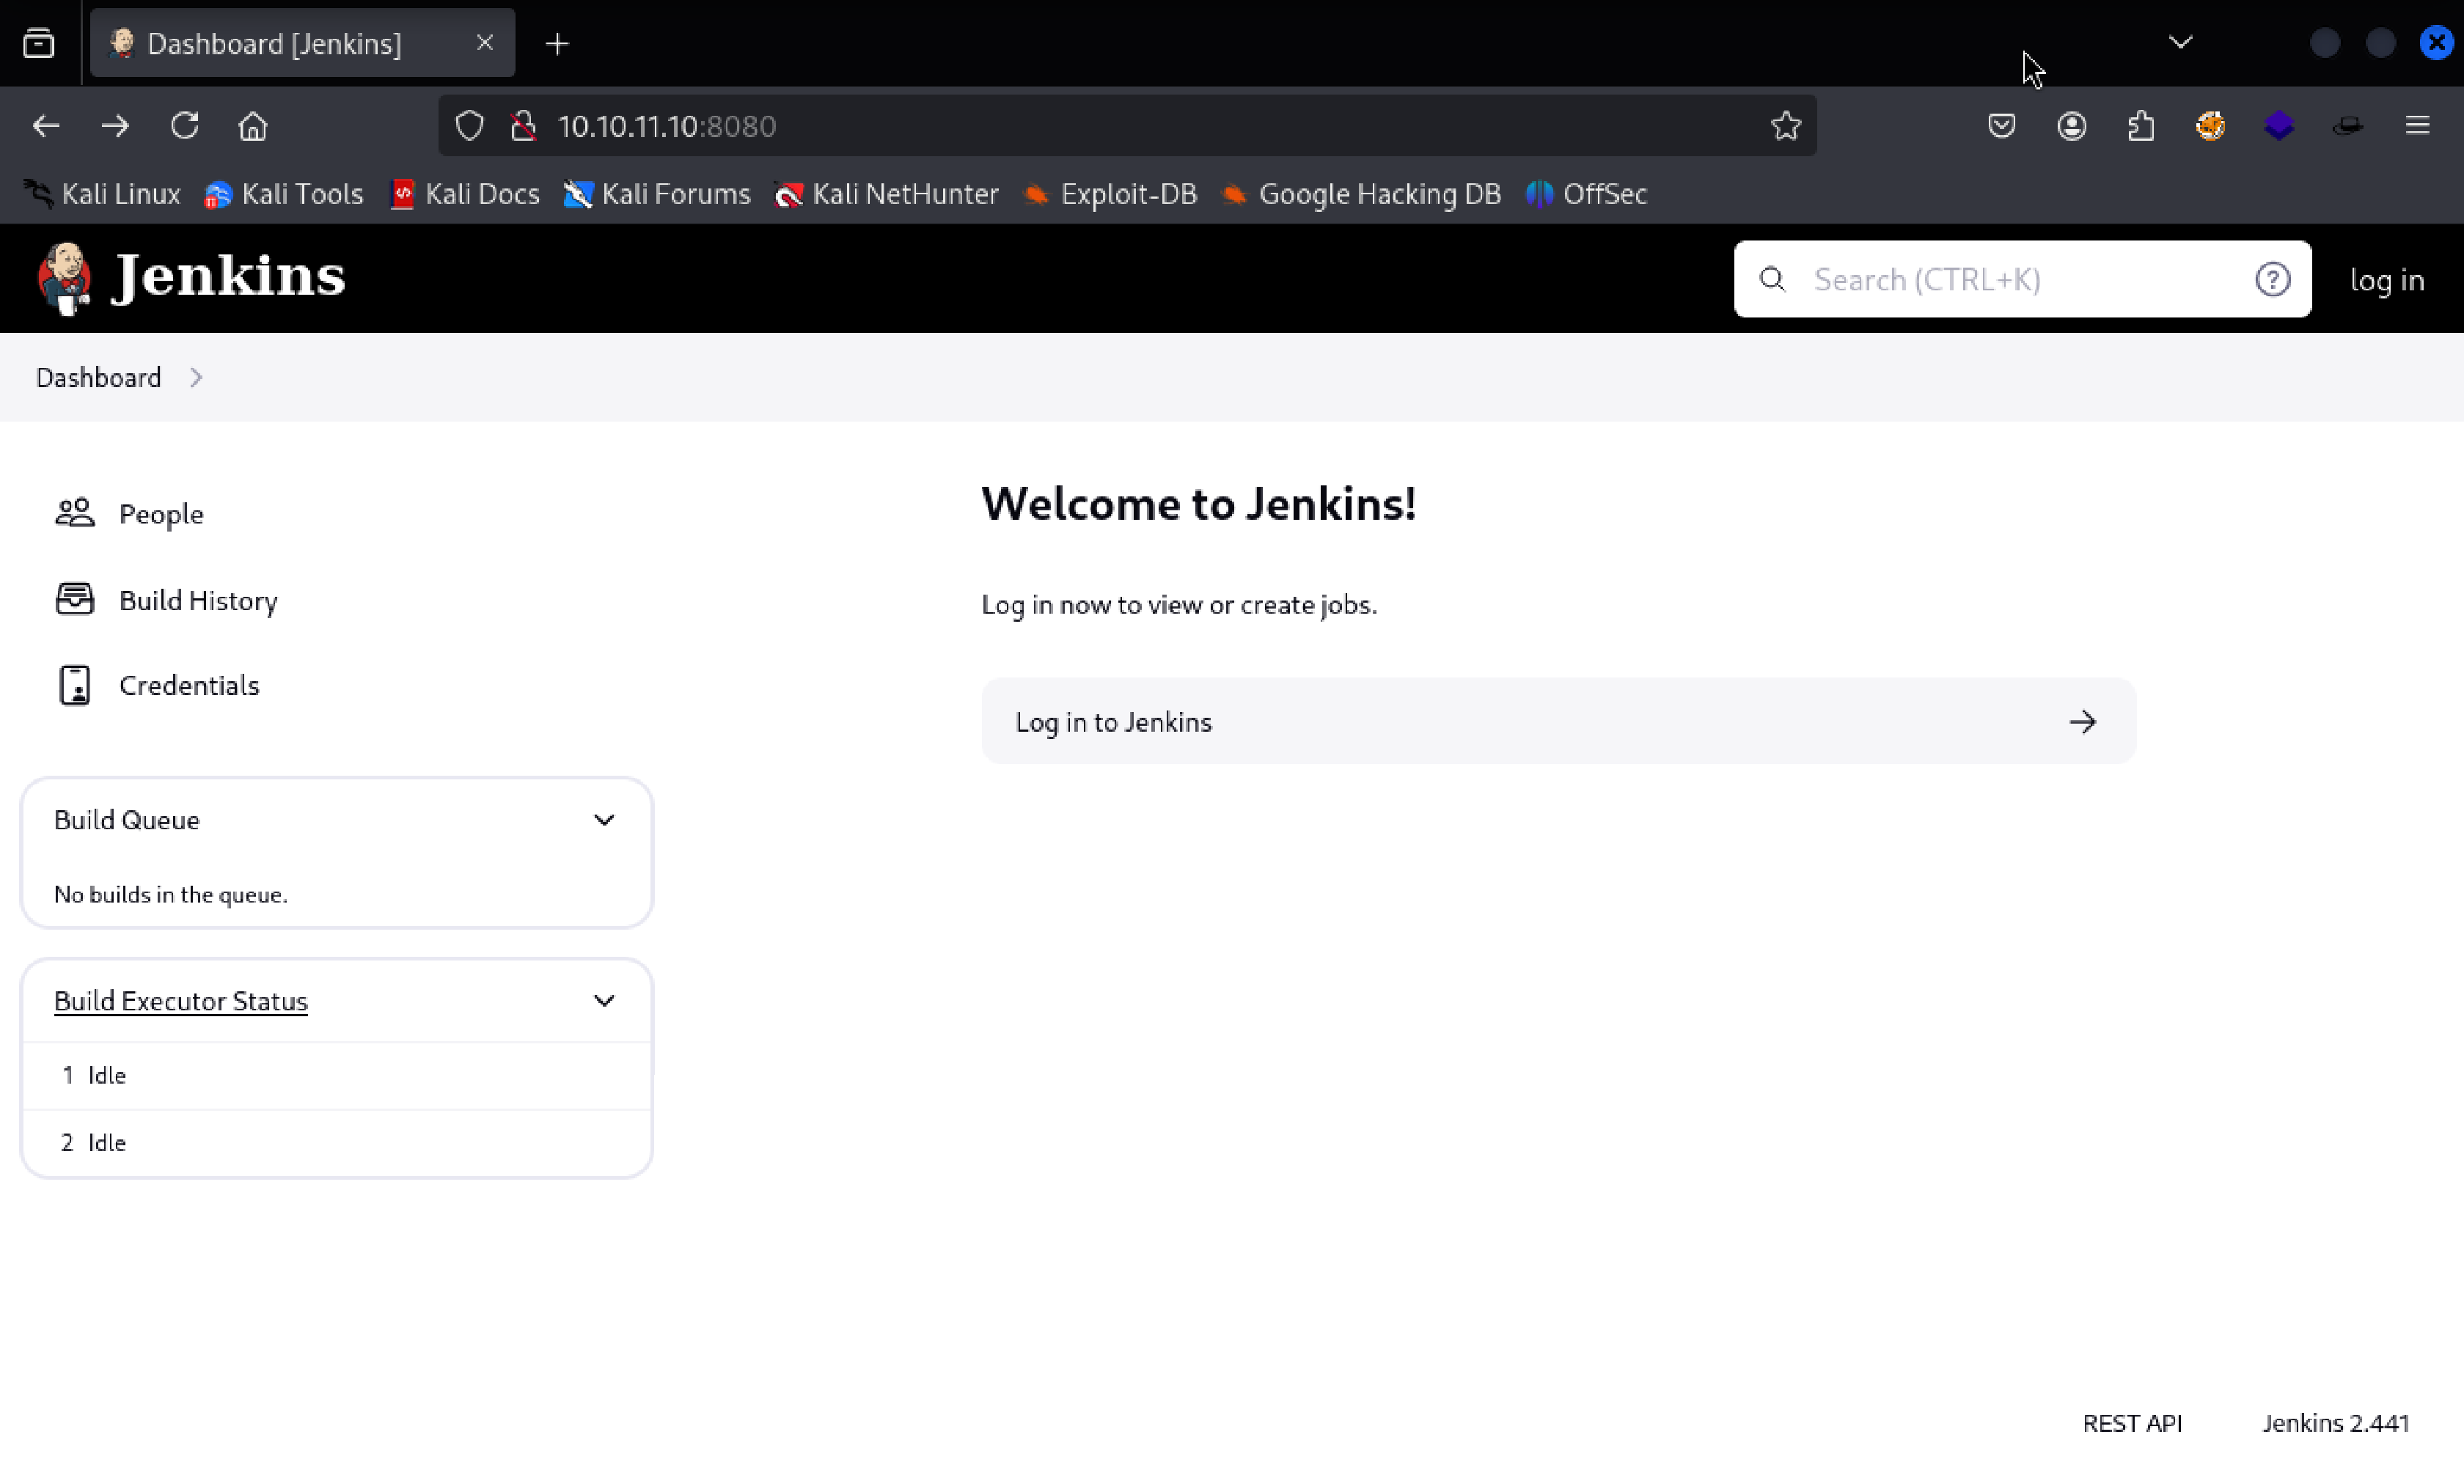 Dashboard [Jenkins]
10.10.11.10:8080
Kali Linux Kali Tools Kali Docs Kali Forums Kali NetHunter Exploit-DB Google Hacking DB OffSec
Jenkins
Search (CTRL+K)
log in
Dashboard
People
Build History
Credentials
Build Queue
No builds in the queue.
Build Executor Status
1 Idle
2 Idle
Welcome to Jenkins!
Log in now to view or create jobs.
Log in to Jenkins
REST API Jenkins 2.441